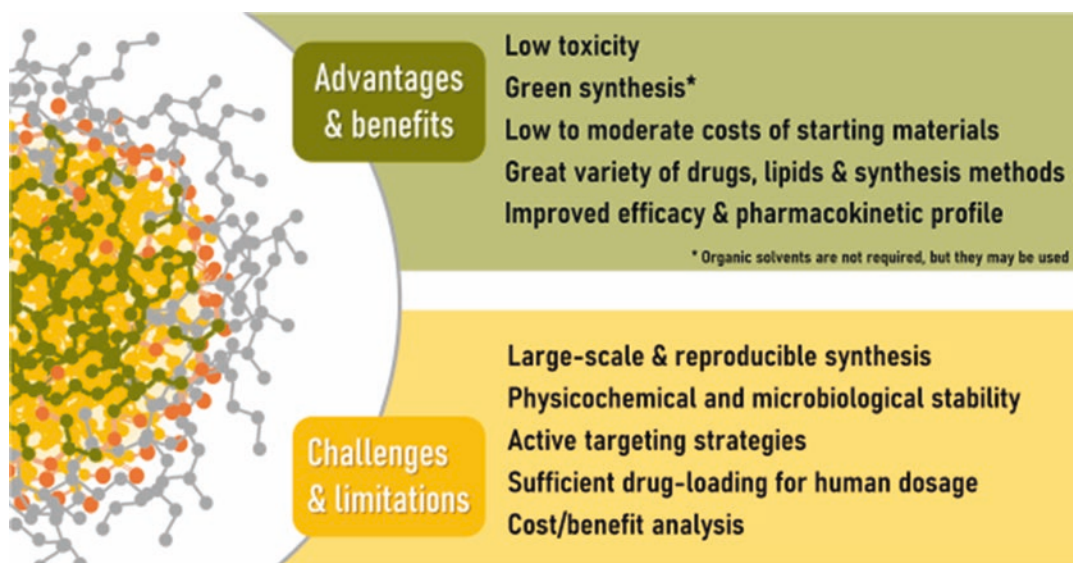 Advantages
& benefits
Low toxicity
Green synthesis*
Low to moderate costs of starting materials
Great variety of drugs, lipids & synthesis methods
Improved efficacy & pharmacokinetic profile
* Organic solvents are not required, but they may be used
Challenges
& limitations
Large-scale & reproducible synthesis
Physicochemical and microbiological stability
Active targeting strategies
Sufficient drug-loading for human dosage
Cost/benefit analysis